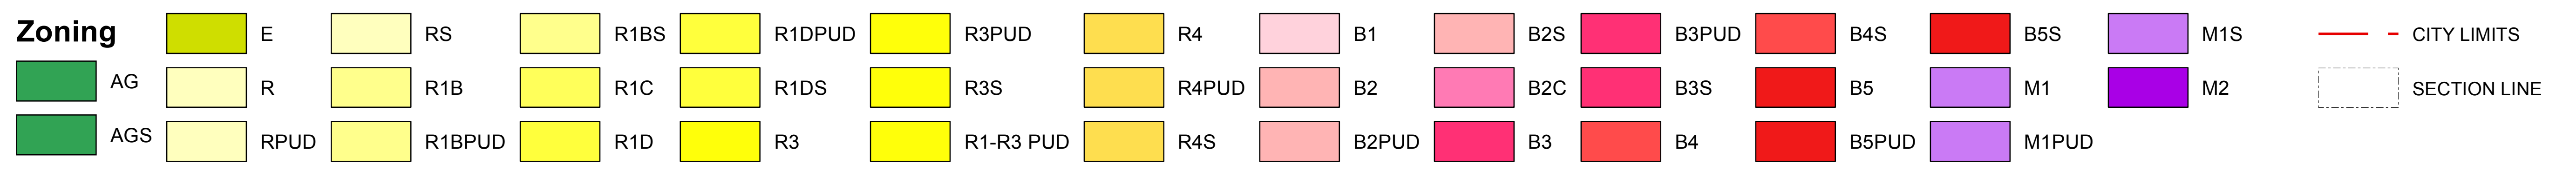 Zoning
AG
AGS
E
R
RPUD
RS
R1B
R1BPUD
R1BS
R1C
R1D
R1DPUD
R1DS
R3
R3PUD
R3S
R1-R3 PUD
R4
R4PUD
R4S
B1
B2
B2PUD
B2S
B2C
B3
B3PUD
B3S
B4
B4S
B5
B5PUD
B5S
M1
M1PUD
M1S
M2
CITY LIMITS
SECTION LINE